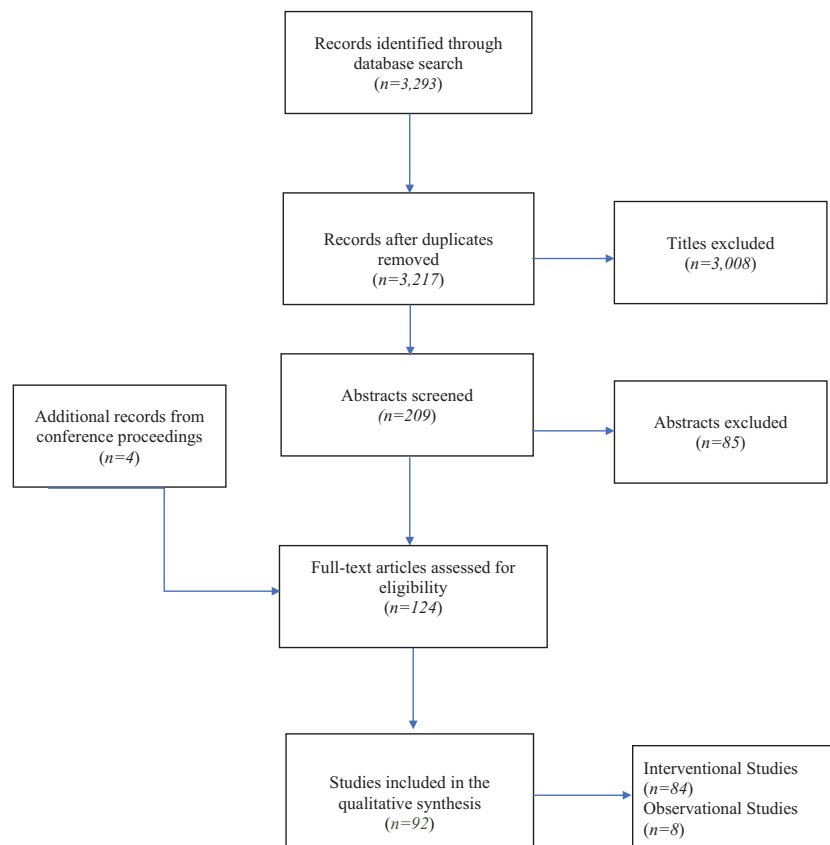 Records identified through
database search
(n=3,293)
Records after duplicates
removed
(n=3,217)
Titles excluded
(n=3,008)
Abstracts screened
(n=209)
Abstracts excluded
(n=85)
Additional records from
conference proceedings
(n=4)
Full-text articles assessed for
eligibility
(n=124)
Studies included in the
qualitative synthesis
(n=92)
Interventional Studies
(n=84)
Observational Studies
(n=8)